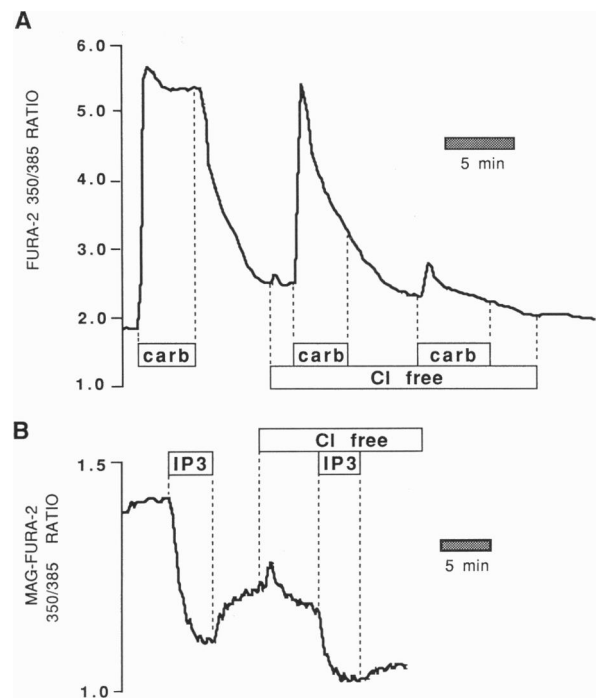 A
FURA-2 350/385 RATIO
6.0
5.0
4.0
3.0
2.0
1.0
5 min
carb
carb
carb
Cl free
B
MAG-FURA-2
350/385 RATIO
1.5
1.0
Cl free
IP3
IP3
5 min